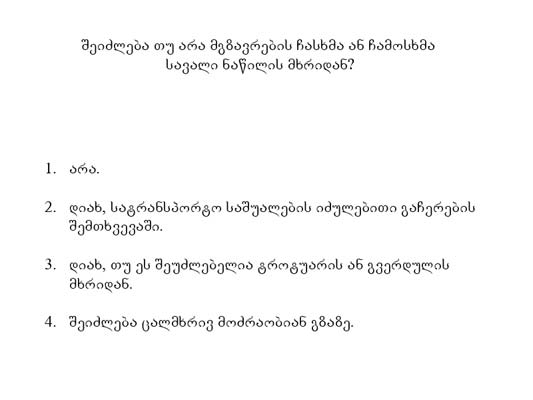 შეიძლება თუ არა მგზავრების ჩასხმა ან ჩამოსხმა
სავალი ნაწილის მხრიდან?
1. არა.
2. დიახ, სატრანსპორტო საშუალების იძულებითი გაჩერების
შემთხვევაში.
3. დიახ, თუ ეს შეუძლებელია ტროტუარის ან გვერდულის
მხრიდან.
4. შეიძლება ცალმხრივ მოძრაობიან გზაზე.